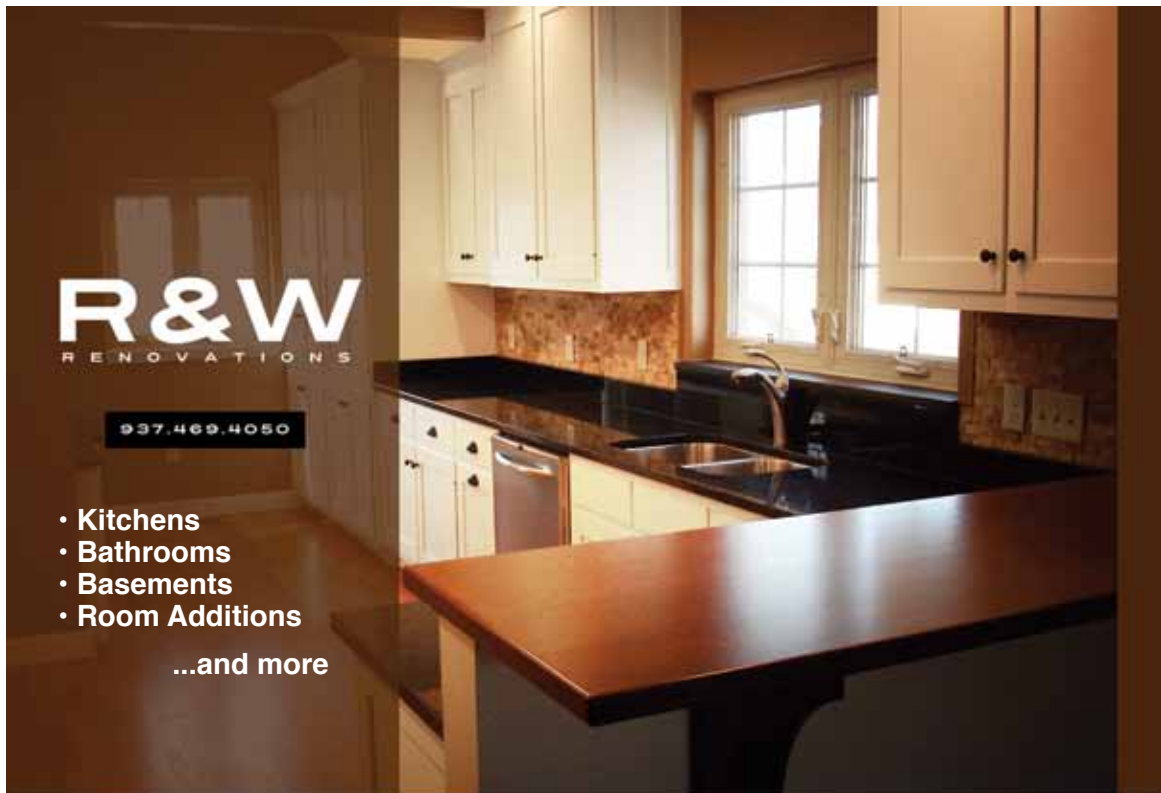 R&W
RENOVATIONS
937.469.4050
• Kitchens
• Bathrooms
• Basements
• Room Additions
...and more